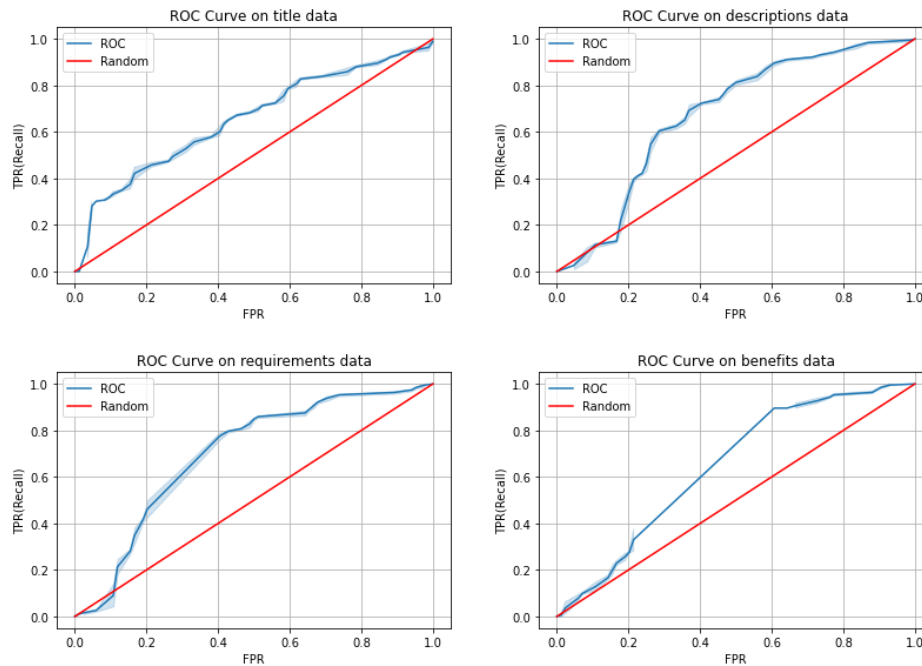 ROC Curve on title data
1.0
0.8
0.6
0.4
0.2
0.0
TPR(Recall)
ROC
Random
0.0 0.2 0.4 0.6 0.8 1.0
FPR
ROC Curve on descriptions data
1.0
0.8
0.6
0.4
0.2
0.0
TPR(Recall)
ROC
Random
0.0 0.2 0.4 0.6 0.8 1.0
FPR
ROC Curve on requirements data
1.0
0.8
0.6
0.4
0.2
0.0
TPR(Recall)
ROC
Random
0.0 0.2 0.4 0.6 0.8 1.0
FPR
ROC Curve on benefits data
1.0
0.8
0.6
0.4
0.2
0.0
TPR(Recall)
ROC
Random
0.0 0.2 0.4 0.6 0.8 1.0
FPR